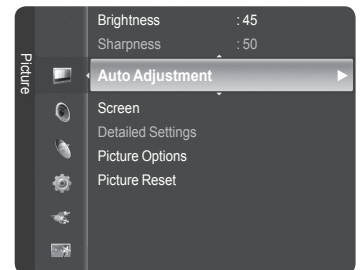 Picture
Brightness : 45
Sharpness : 50
Auto Adjustment
Screen
Detailed Settings
Picture Options
Picture Reset